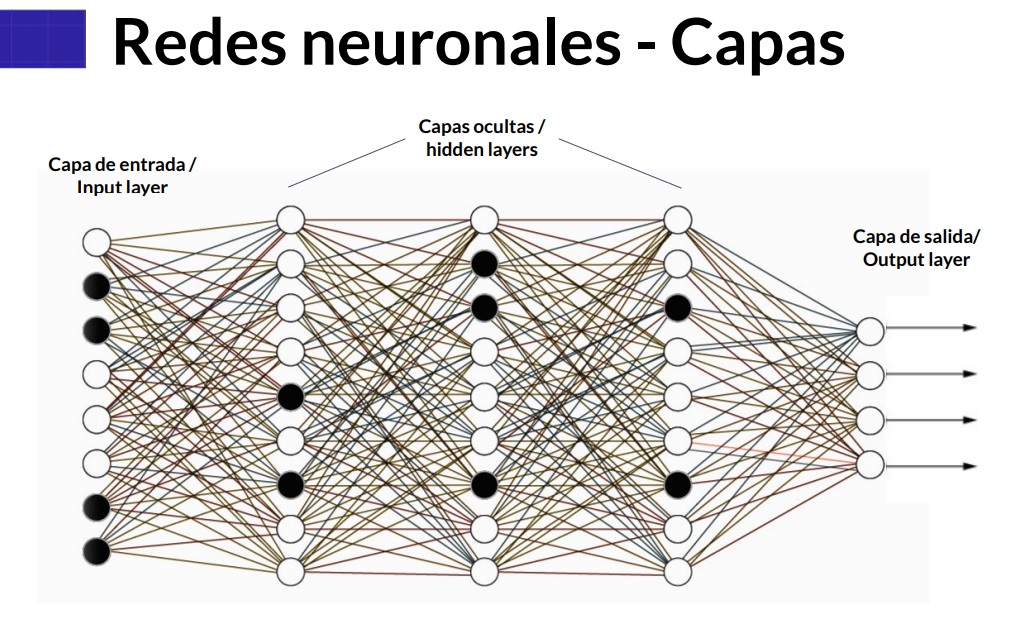 Redes neuronales - Capas
Capas ocultas /
hidden layers
Capa de entrada /
Input layer
Capa de salida/
Output layer